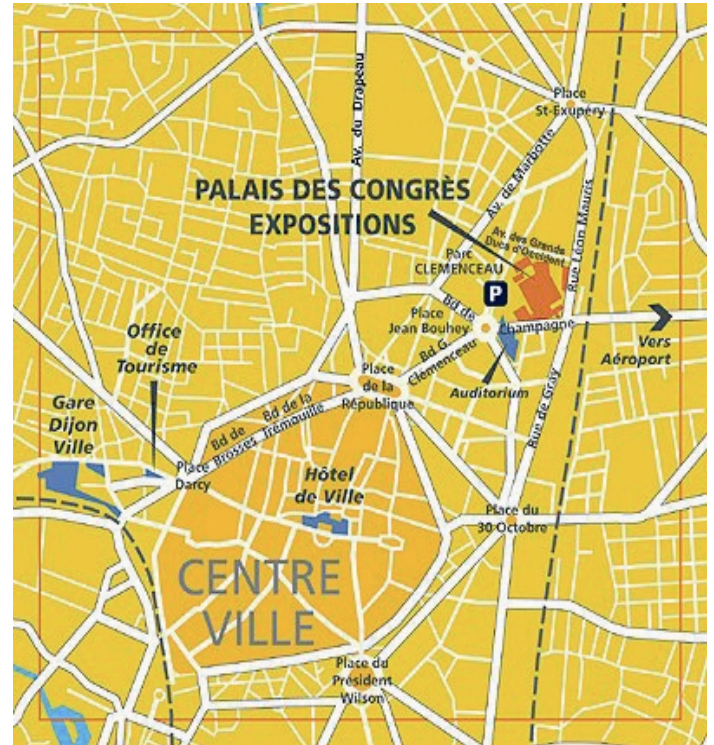 Place
St-Exupéry
Av. du Drapeau
Av. de Marbotte
PALAIS DES CONGRÈS
EXPOSITIONS
Av. des Grands
Ducs d'Occident
Rue Léon Mauris
Parc
CLEMENCEAU
P
Bd de
Champagne
Place
Jean Bouhey
Bd G.
Clémenceau
Vers
Aéroport
Office
de
Tourisme
Auditorium
Place
de la
République
Gare
Dijon
Ville
Bd de la
Trémouille
Bd de
Brosses
Rue de Gray
Place
Darcy
Hôtel
de Ville
Place du
30 Octobre
CENTRE
VILLE
Place du
Président
Wilson